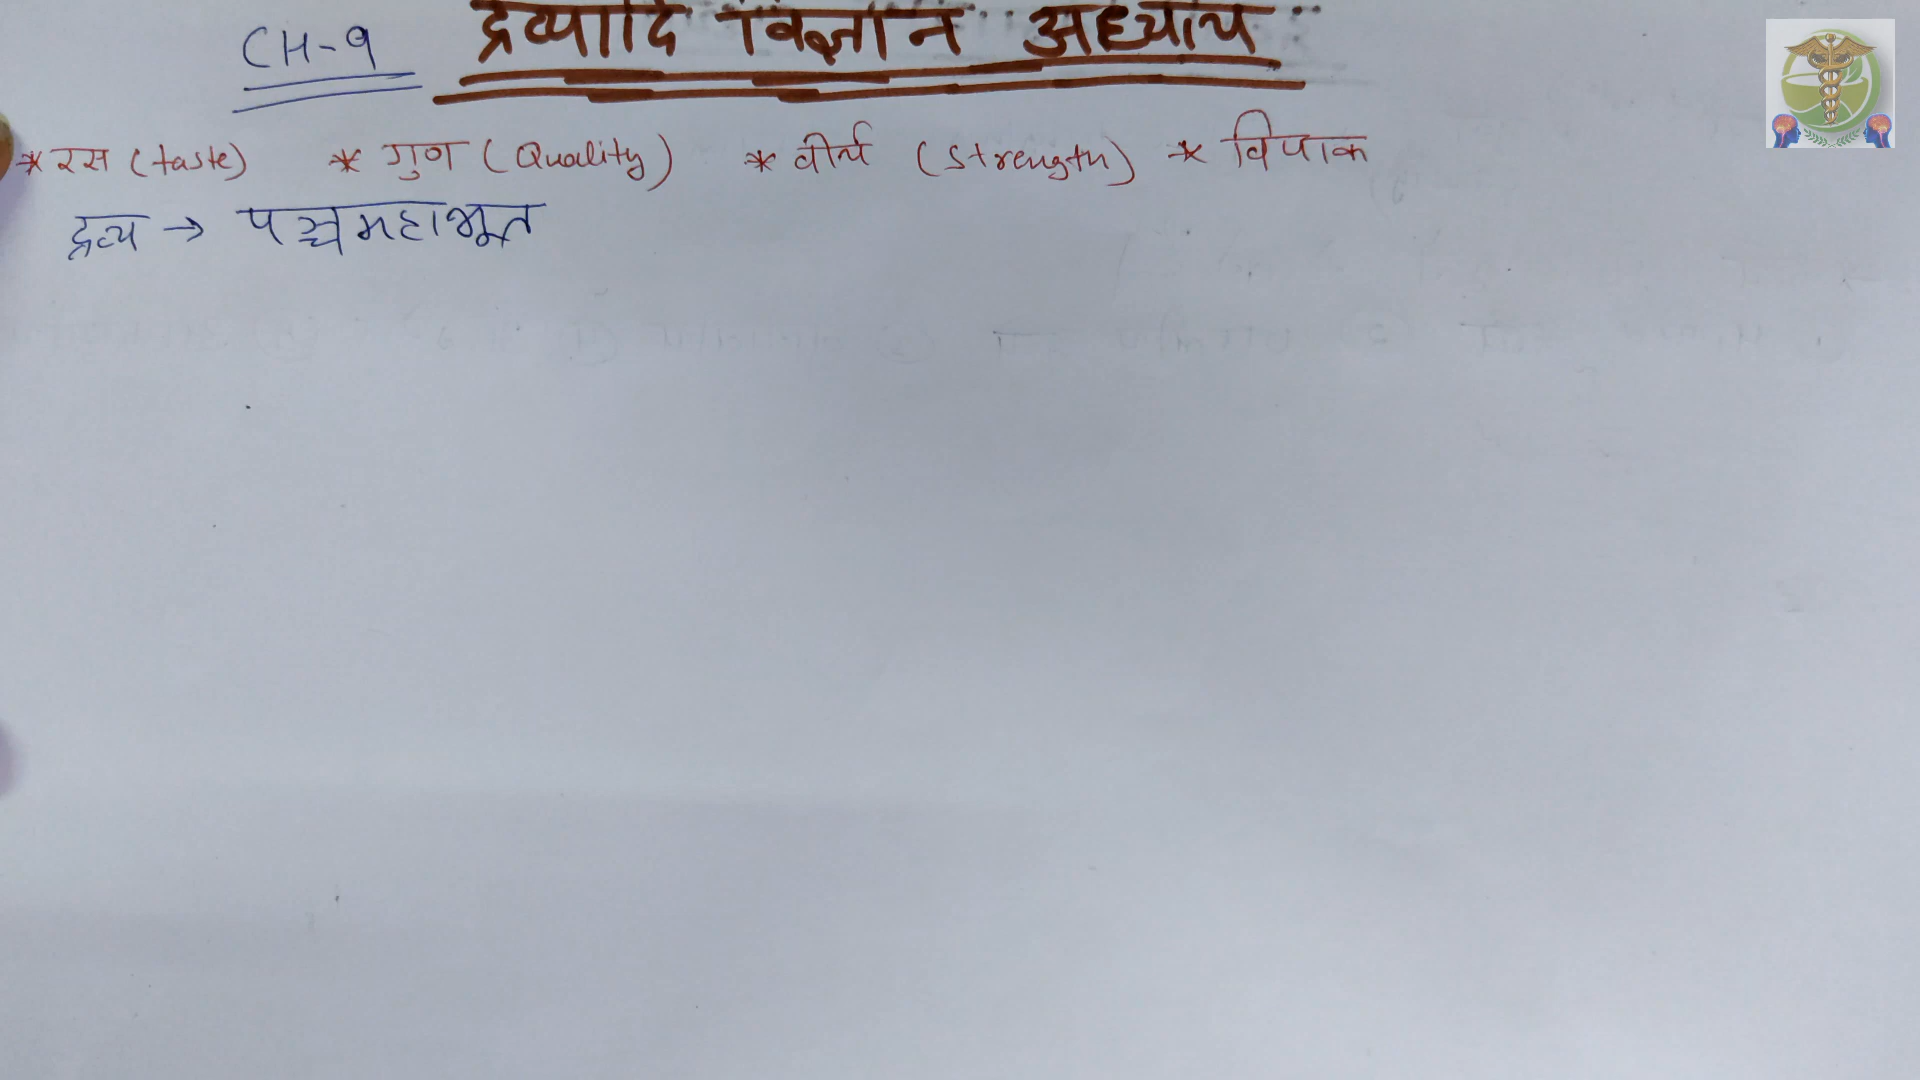 CH-9 द्रव्यादि विज्ञान अध्याय
* रस (taste) * गुण (Quality) * वीर्य (Strength) * विपाक
द्रव्य → पञ्चमहाभूत